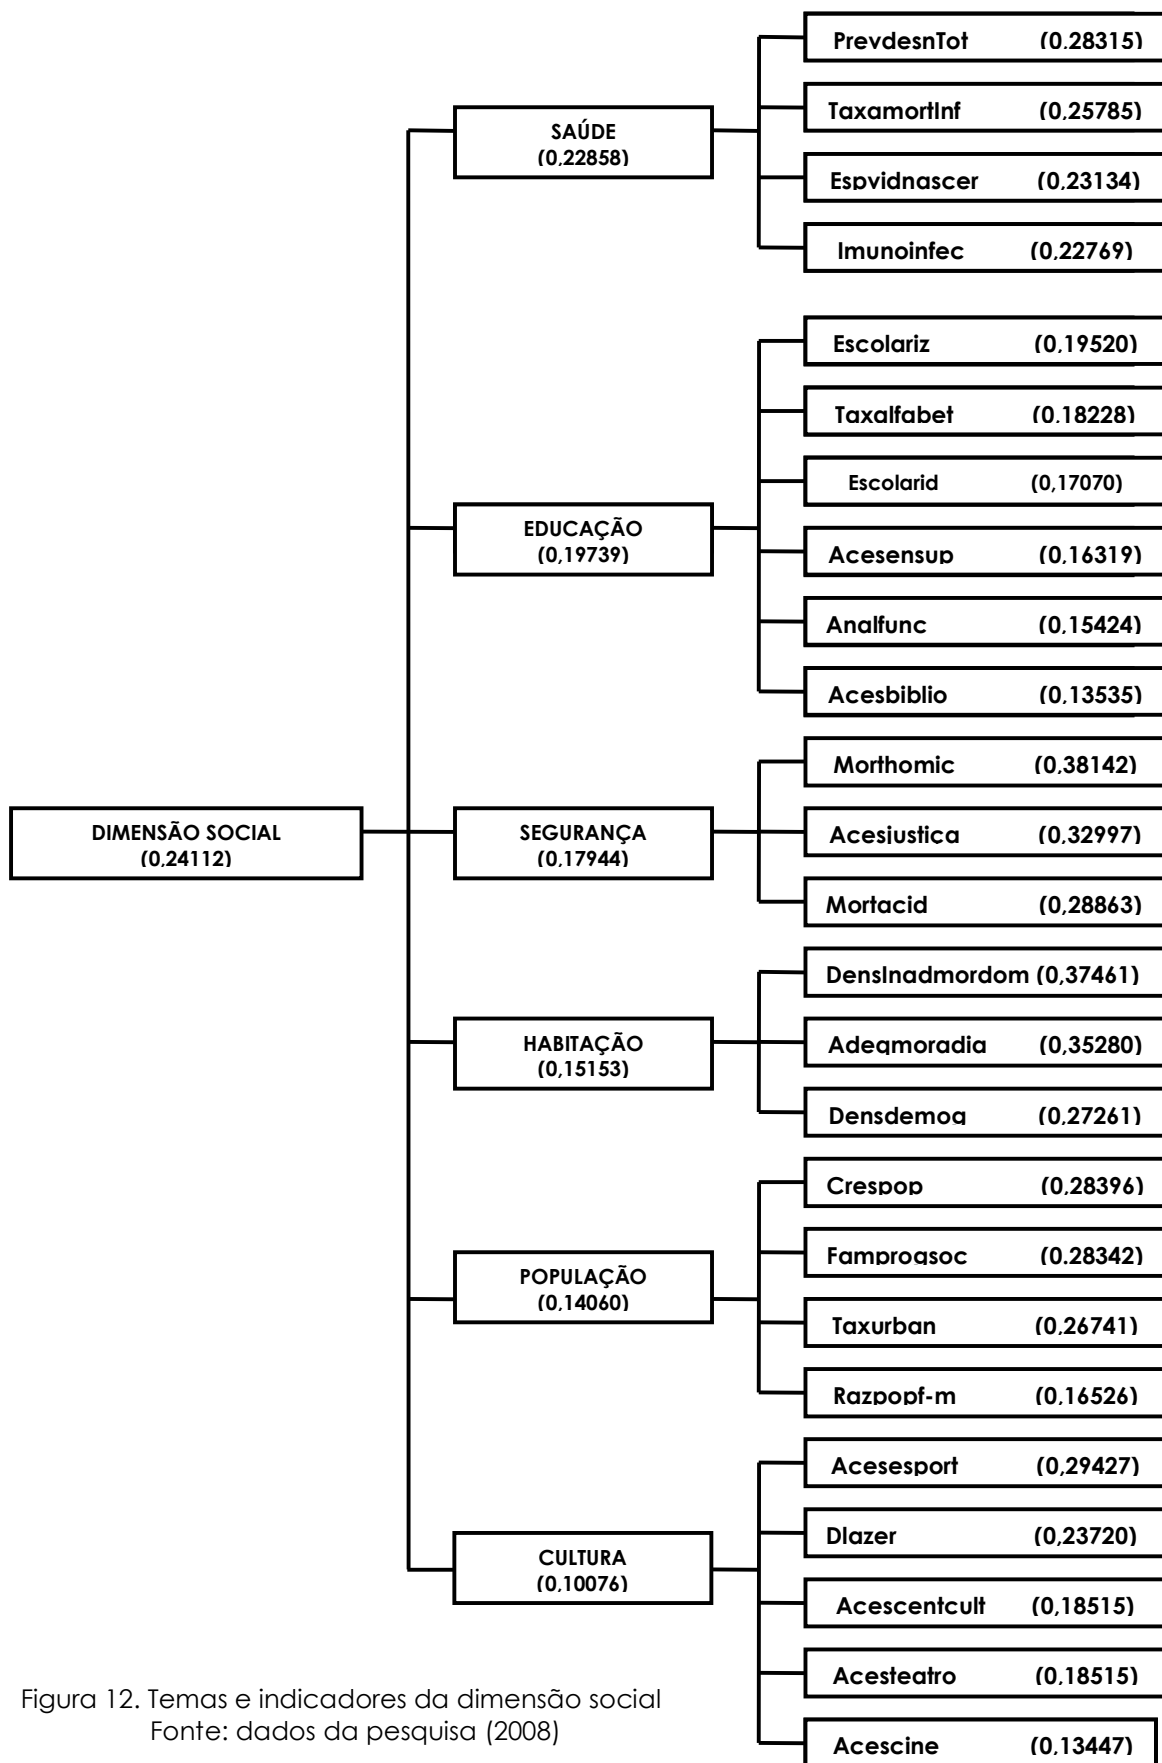 DIMENSÃO SOCIAL
(0,24112)
SAÚDE
(0,22858)
PrevdesnTot (0,28315)
TaxamortInf (0,25785)
Espvidnascer (0,23134)
Imunoinfec (0,22769)
EDUCAÇÃO
(0,19739)
Escolariz (0,19520)
Taxalfabet (0,18228)
Escolarid (0,17070)
Acesensup (0,16319)
Analfunc (0,15424)
Acesbiblio (0,13535)
SEGURANÇA
(0,17944)
Morthomic (0,38142)
Acesjustica (0,32997)
Mortacid (0,28863)
HABITAÇÃO
(0,15153)
DensInadmordom (0,37461)
Adeqmoradia (0,35280)
Densdemog (0,27261)
POPULAÇÃO
(0,14060)
Crespop (0,28396)
Famprogsoc (0,28342)
Taxurban (0,26741)
Razpopf-m (0,16526)
CULTURA
(0,10076)
Acesesport (0,29427)
Dlazer (0,23720)
Acescentcult (0,18515)
Acesteatro (0,18515)
Acescine (0,13447)
Figura 12. Temas e indicadores da dimensão social
Fonte: dados da pesquisa (2008)